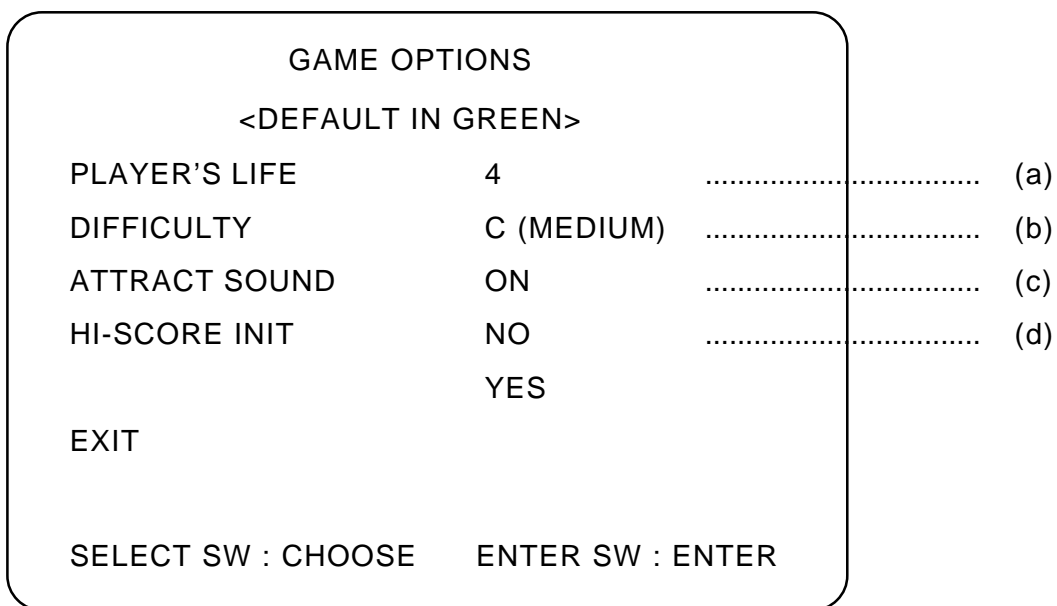 GAME OPTIONS
<DEFAULT IN GREEN>
PLAYER’S LIFE 4 .................................. (a)
DIFFICULTY C (MEDIUM) .................................. (b)
ATTRACT SOUND ON .................................. (c)
HI-SCORE INIT NO .................................. (d)
YES
EXIT
SELECT SW : CHOOSE ENTER SW : ENTER